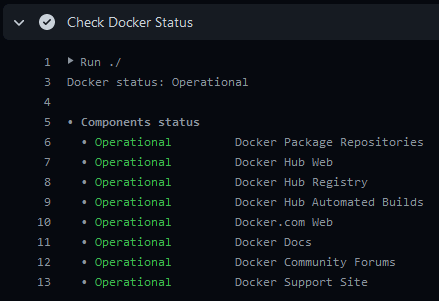 Check Docker Status
1 Run ./
3 Docker status: Operational
4
5 • Components status
6 • Operational Docker Package Repositories
7 • Operational Docker Hub Web
8 • Operational Docker Hub Registry
9 • Operational Docker Hub Automated Builds
10 • Operational Docker.com Web
11 • Operational Docker Docs
12 • Operational Docker Community Forums
13 • Operational Docker Support Site